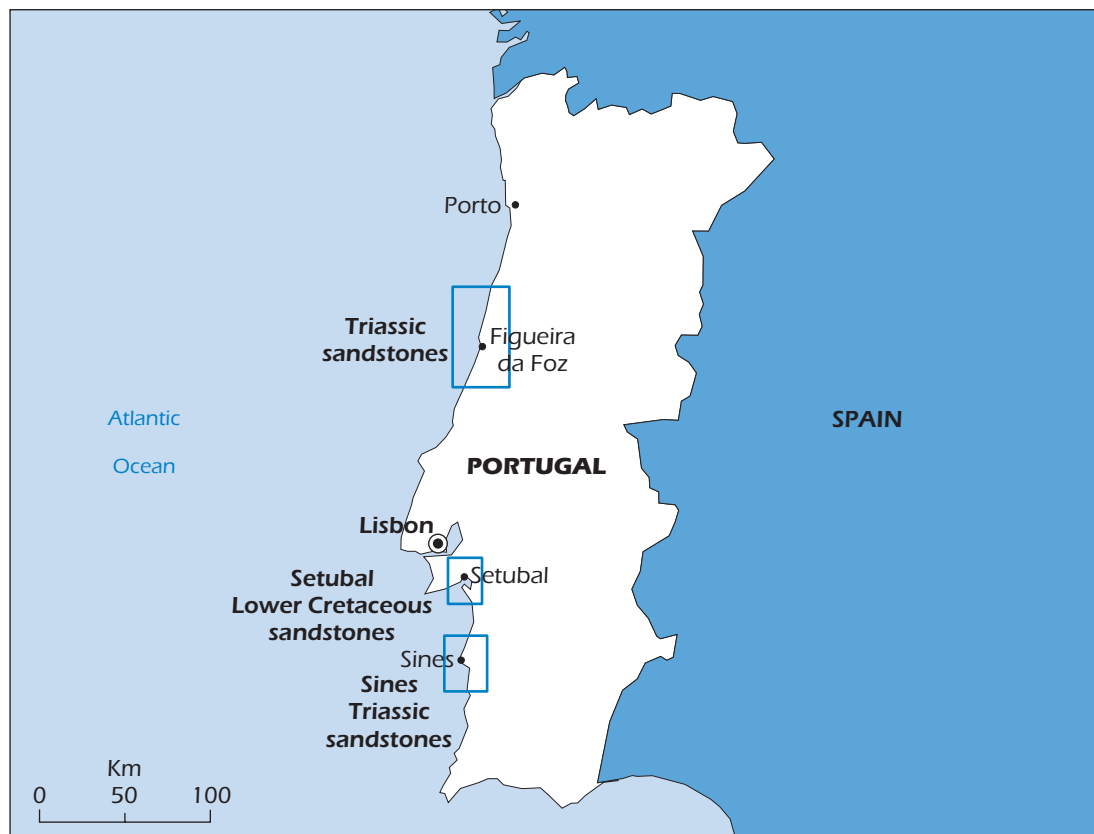 Porto
Triassic
sandstones
Figueira
da Foz
Atlantic
Ocean
SPAIN
PORTUGAL
Lisbon
Setubal
Setubal
Lower Cretaceous
sandstones
Sines
Sines
Triassic
sandstones
Km
0 50 100